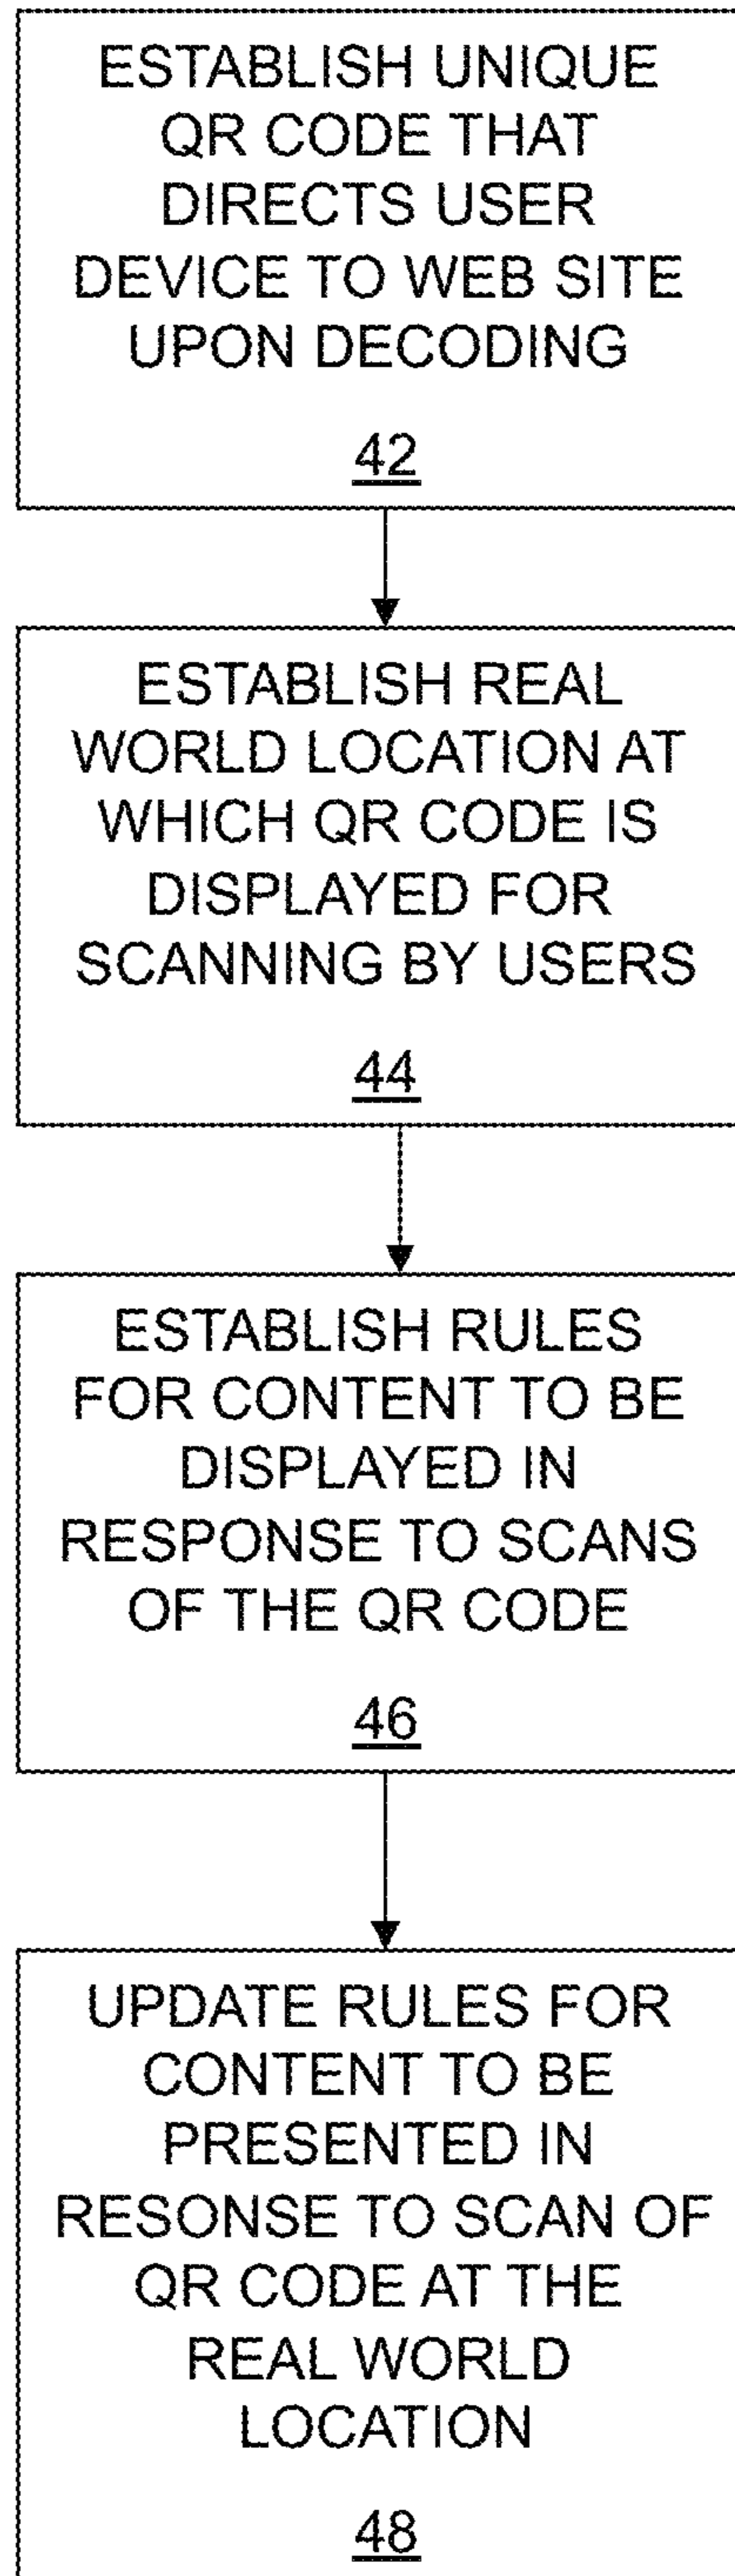 ESTABLISH UNIQUE
QR CODE THAT
DIRECTS USER
DEVICE TO WEB SITE
UPON DECODING
42
ESTABLISH REAL
WORLD LOCATION AT
WHICH QR CODE IS
DISPLAYED FOR
SCANNING BY USERS
44
ESTABLISH RULES
FOR CONTENT TO BE
DISPLAYED IN
RESPONSE TO SCANS
OF THE QR CODE
46
UPDATE RULES FOR
CONTENT TO BE
PRESENTED IN
RESONSE TO SCAN OF
QR CODE AT THE
REAL WORLD
LOCATION
48